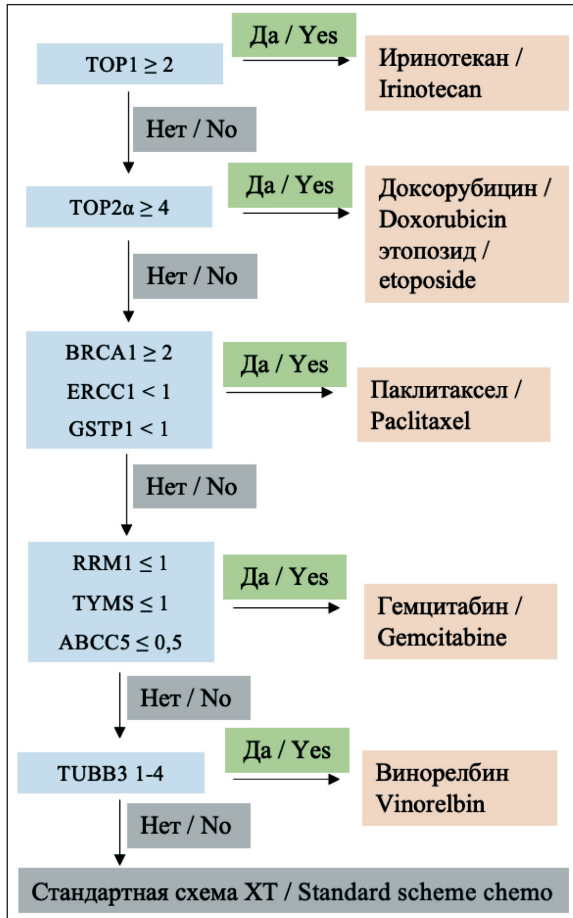 TOP1 ≥ 2
Да / Yes
Иринотекан /
Irinotecan
Нет / No
TOP2α ≥ 4
Да / Yes
Доксорубицин /
Doxorubicin
этопозид /
etoposide
Нет / No
BRCA1 ≥ 2
ERCC1 < 1
GSTP1 < 1
Да / Yes
Паклитаксел /
Paclitaxel
Нет / No
RRM1 ≤ 1
TYMS ≤ 1
ABCC5 ≤ 0,5
Да / Yes
Гемцитабин /
Gemcitabine
Нет / No
TUBB3 1-4
Да / Yes
Винорелбин
Vinorelbin
Нет / No
Стандартная схема ХТ / Standard scheme chemo